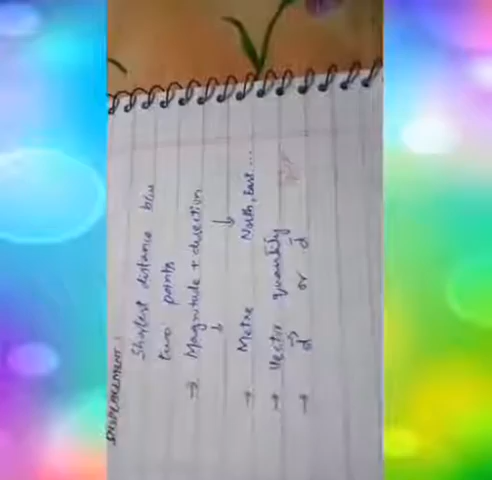 DISPLACEMENT:
Shortest distance b/w
two points
→ Magnitude + direction
↓ ↓
→ Metre North, East...
→ Vector quantity
→ d⃗ or d̄